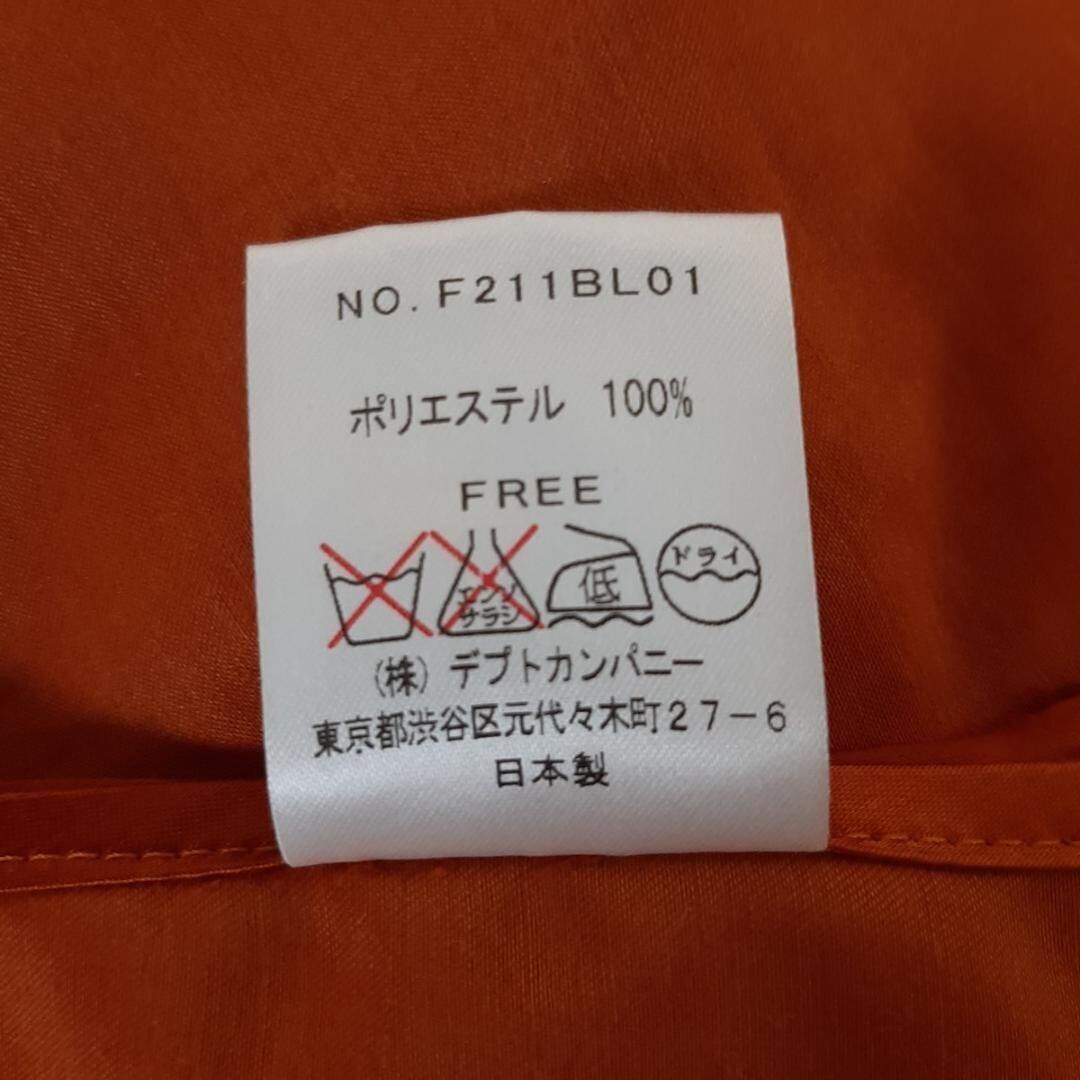 NO.F211BL01
ポリエステル 100%
FREE
エンソ
サラシ
低
ドライ
(株) デプトカンパニー
東京都渋谷区元代々木町27-6
日本製